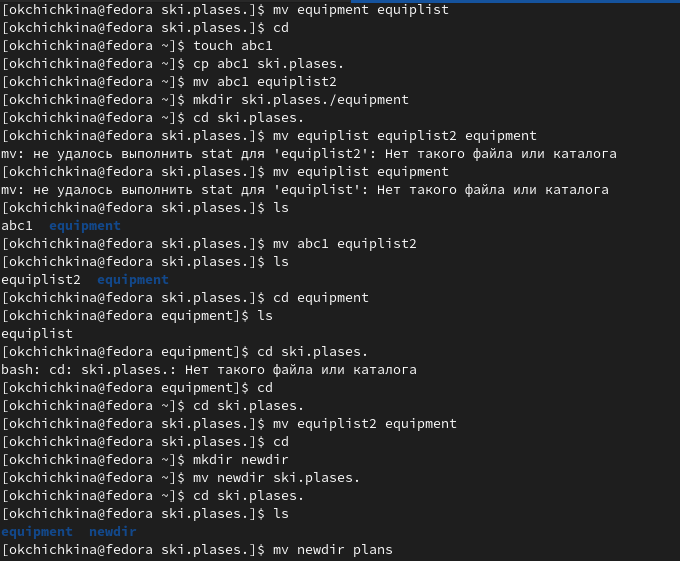 [okchichkina@fedora ski.plases.]$ mv equipment equiplist
[okchichkina@fedora ski.plases.]$ cd
[okchichkina@fedora ~]$ touch abc1
[okchichkina@fedora ~]$ cp abc1 ski.plases.
[okchichkina@fedora ~]$ mv abc1 equiplist2
[okchichkina@fedora ~]$ mkdir ski.plases./equipment
[okchichkina@fedora ~]$ cd ski.plases.
[okchichkina@fedora ski.plases.]$ mv equiplist equiplist2 equipment
mv: не удалось выполнить stat для 'equiplist2': Нет такого файла или каталога
[okchichkina@fedora ski.plases.]$ mv equiplist equipment
mv: не удалось выполнить stat для 'equiplist': Нет такого файла или каталога
[okchichkina@fedora ski.plases.]$ ls
abc1  equipment
[okchichkina@fedora ski.plases.]$ mv abc1 equiplist2
[okchichkina@fedora ski.plases.]$ ls
equiplist2  equipment
[okchichkina@fedora ski.plases.]$ cd equipment
[okchichkina@fedora equipment]$ ls
equiplist
[okchichkina@fedora equipment]$ cd ski.plases.
bash: cd: ski.plases.: Нет такого файла или каталога
[okchichkina@fedora equipment]$ cd
[okchichkina@fedora ~]$ cd ski.plases.
[okchichkina@fedora ski.plases.]$ mv equiplist2 equipment
[okchichkina@fedora ski.plases.]$ cd
[okchichkina@fedora ~]$ mkdir newdir
[okchichkina@fedora ~]$ mv newdir ski.plases.
[okchichkina@fedora ~]$ cd ski.plases.
[okchichkina@fedora ski.plases.]$ ls
equipment  newdir
[okchichkina@fedora ski.plases.]$ mv newdir plans